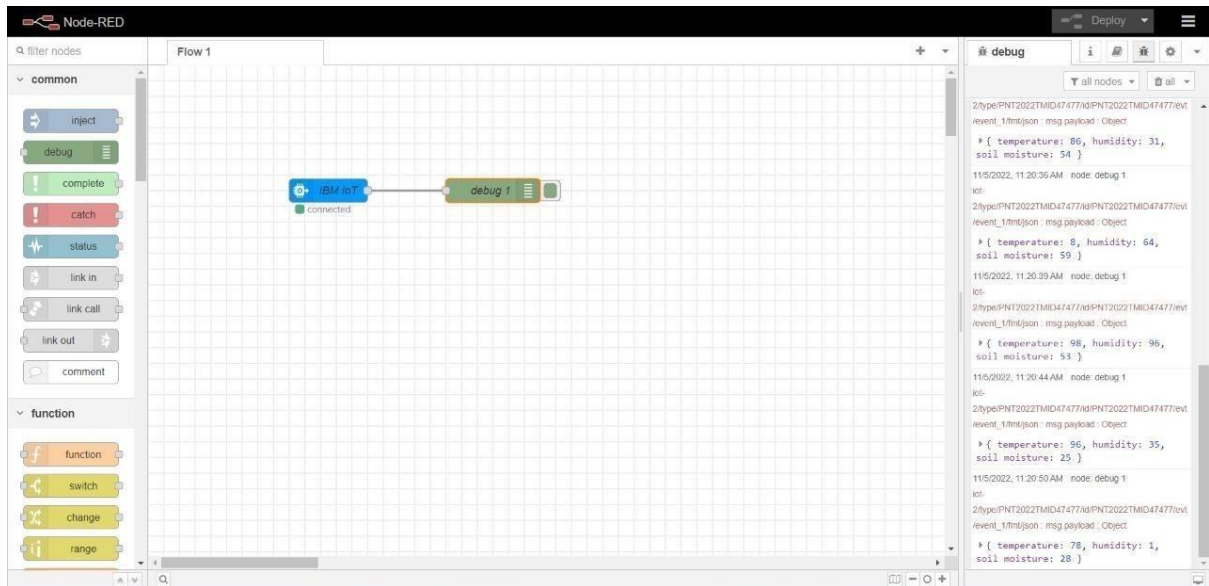 Node-RED
Deploy
filter nodes
Flow 1
debug
i
all nodes
all
common
inject
debug
complete
catch
status
link in
link call
link out
comment
function
function
switch
change
range
IBM IoT
connected
debug 1
2/type/PNT2022TMID47477/id/PNT2022TMID47477/evt
/event_1/fmt/json : msg.payload : Object
{ temperature: 86, humidity: 31,
soil moisture: 54 }
11/5/2022, 11:20:36 AM node: debug 1
iot-
2/type/PNT2022TMID47477/id/PNT2022TMID47477/evt
/event_1/fmt/json : msg.payload : Object
{ temperature: 8, humidity: 64,
soil moisture: 59 }
11/5/2022, 11:20:39 AM node: debug 1
iot-
2/type/PNT2022TMID47477/id/PNT2022TMID47477/evt
/event_1/fmt/json : msg.payload : Object
{ temperature: 98, humidity: 96,
soil moisture: 53 }
11/5/2022, 11:20:44 AM node: debug 1
iot-
2/type/PNT2022TMID47477/id/PNT2022TMID47477/evt
/event_1/fmt/json : msg.payload : Object
{ temperature: 96, humidity: 35,
soil moisture: 25 }
11/5/2022, 11:20:50 AM node: debug 1
iot-
2/type/PNT2022TMID47477/id/PNT2022TMID47477/evt
/event_1/fmt/json : msg.payload : Object
{ temperature: 78, humidity: 1,
soil moisture: 28 }